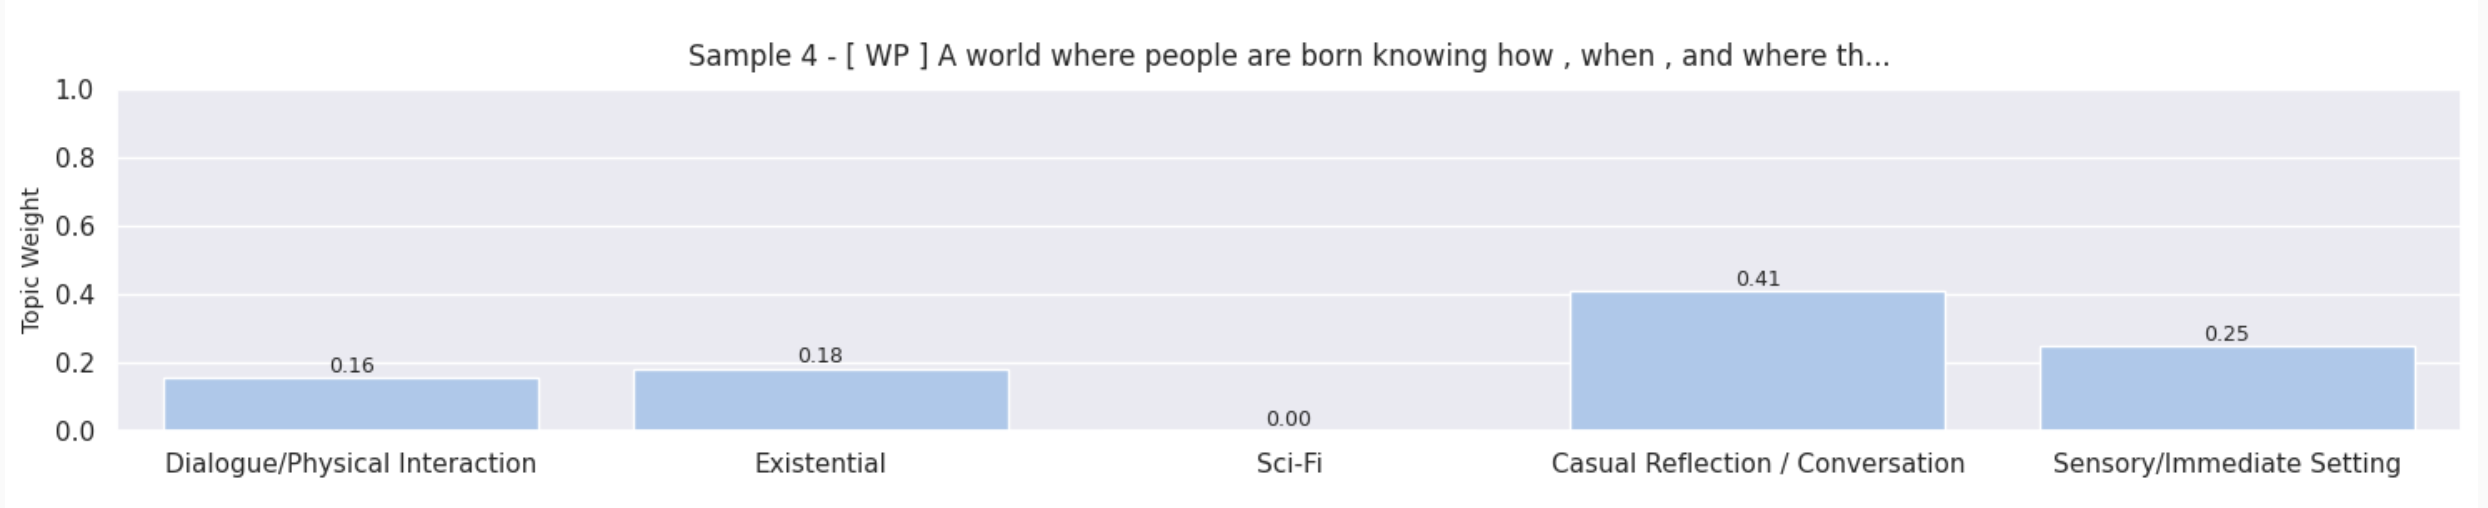 Sample 4 - [ WP ] A world where people are born knowing how , when , and where th...
Topic Weight
1.0
0.8
0.6
0.4
0.2
0.0
0.16
0.18
0.00
0.41
0.25
Dialogue/Physical Interaction
Existential
Sci-Fi
Casual Reflection / Conversation
Sensory/Immediate Setting